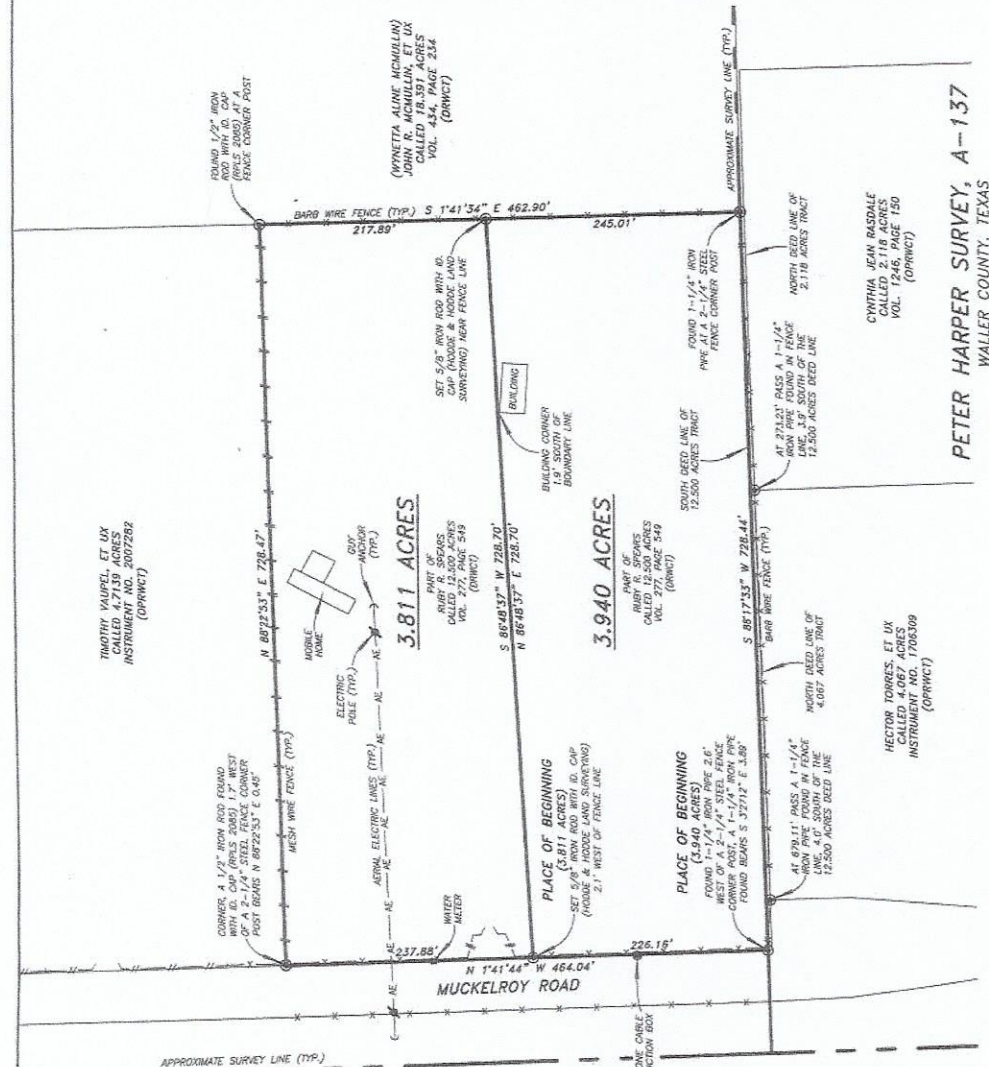 FOUND 1/2" IRON
ROD WITH ID. CAP
(RPLS 2085) AT A
FENCE CORNER POST
(WYNETTA ALINE MCMULLIN)
JOHN R. MCMULLIN, ET UX
CALLED 18.391 ACRES
VOL. 434, PAGE 234
(DRWCT)
BARB WIRE FENCE (TYP.) S 1°41'34" E 462.90'
217.89'
245.01'
APPROXIMATE SURVEY LINE (TYP.)
TIMOTHY VAUPEL, ET UX
CALLED 4.7139 ACRES
INSTRUMENT NO. 2007282
(OPRWCT)
N 88°22'53" E 728.47'
MESH WIRE FENCE (TYP.)
CORNER, A 1/2" IRON ROD FOUND
WITH ID. CAP (RPLS 2085) 1.7' WEST
OF A 2-1/4" STEEL FENCE CORNER
POST BEARS N 88°22'53" E 0.45'
MOBILE
HOME
ELECTRIC
POLE (TYP.)
GUY
ANCHOR
(TYP.)
AERIAL ELECTRIC LINES (TYP.)
AE AE AE AE AE AE
WATER
METER
3.811 ACRES
PART OF
RUBY R. SPEARS
CALLED 12.500 ACRES
VOL. 277, PAGE 549
(DRWCT)
SET 5/8" IRON ROD WITH ID.
CAP (HODDE & HODDE LAND
SURVEYING) NEAR FENCE LINE
BUILDING
BUILDING CORNER
1.9' SOUTH OF
BOUNDARY LINE
S 86°48'37" W 728.70'
N 86°48'37" E 728.70'
3.940 ACRES
PART OF
RUBY R. SPEARS
CALLED 12.500 ACRES
VOL. 277, PAGE 549
(DRWCT)
PLACE OF BEGINNING
(3.811 ACRES)
SET 5/8" IRON ROD WITH ID. CAP
(HODDE & HODDE LAND SURVEYING)
2.1' WEST OF FENCE LINE
PLACE OF BEGINNING
(3.940 ACRES)
FOUND 1-1/4" IRON PIPE 2.6'
WEST OF A 2-1/4" STEEL FENCE
CORNER POST, A 1-1/4" IRON PIPE
FOUND BEARS S 3°27'12" E 3.89'
237.88'
226.16'
N 1°41'44" W 464.04'
MUCKELROY ROAD
ONE CABLE
CTION BOX
APPROXIMATE SURVEY LINE (TYP.)
FOUND 1-1/4" IRON
PIPE AT A 2-1/4" STEEL
FENCE CORNER POST
SOUTH DEED LINE OF
12.500 ACRES TRACT
S 88°17'33" W 728.44'
BARB WIRE FENCE (TYP.)
NORTH DEED LINE OF
2.118 ACRES TRACT
AT 273.23' PASS A 1-1/4"
IRON PIPE FOUND IN FENCE
LINE, 3.9' SOUTH OF THE
12.500 ACRES DEED LINE
NORTH DEED LINE OF
4.067 ACRES TRACT
AT 679.11' PASS A 1-1/4"
IRON PIPE FOUND IN FENCE
LINE, 4.0' SOUTH OF THE
12.500 ACRES DEED LINE
CYNTHIA JEAN RASDALE
CALLED 2.118 ACRES
VOL. 1246, PAGE 150
(OPRWCT)
HECTOR TORRES, ET UX
CALLED 4.067 ACRES
INSTRUMENT NO. 1706309
(OPRWCT)
PETER HARPER SURVEY, A-137
WALLER COUNTY, TEXAS